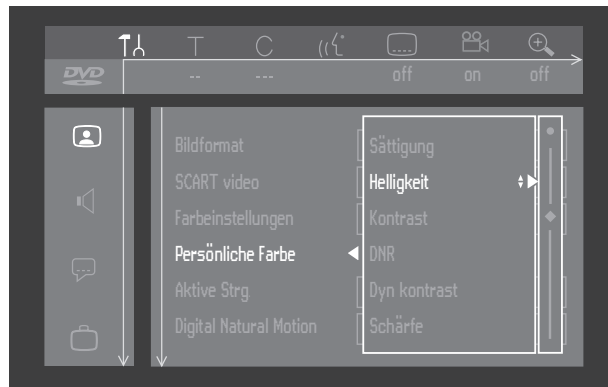 T C
DVD -- --- off on off
Bildformat Sättigung
SCART video Helligkeit
Farbeinstellungen Kontrast
Persönliche Farbe DNR
Aktive Strg. Dyn kontrast
Digital Natural Motion Schärfe